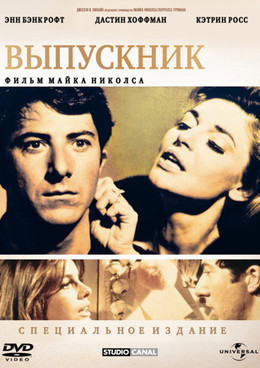 ЭНН БЭНКРОФТ ДАСТИН ХОФФМАН КЭТРИН РОСС
ВЫПУСКНИК
ФИЛЬМ МАЙКА НИКОЛСА
СПЕЦИАЛЬНОЕ ИЗДАНИЕ
DVD
VIDEO
STUDIO CANAL
UNIVERSAL